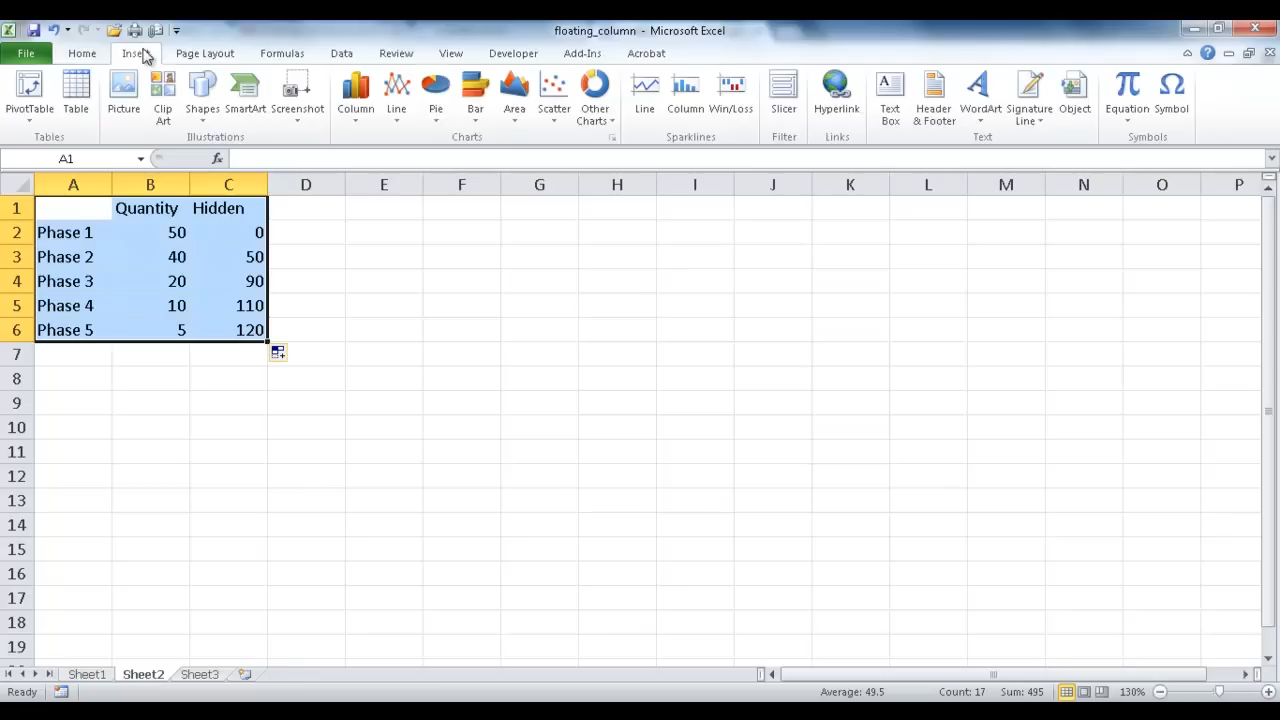 floating_column - Microsoft Excel
File Home Insert Page Layout Formulas Data Review View Developer Add-Ins Acrobat
PivotTable Table Picture Clip Art Shapes SmartArt Screenshot Column Line Pie Bar Area Scatter Other Charts Line Column Win/Loss Slicer Hyperlink Text Box Header & Footer WordArt Signature Line Object Equation Symbol
Tables Illustrations Charts Sparklines Filter Links Text Symbols
A1 fx
A B C D E F G H I J K L M N O P
1 Quantity Hidden
2 Phase 1 50 0
3 Phase 2 40 50
4 Phase 3 20 90
5 Phase 4 10 110
6 Phase 5 5 120
7
8
9
10
11
12
13
14
15
16
17
18
19
Sheet1 Sheet2 Sheet3
Ready Average: 49.5 Count: 17 Sum: 495 130%